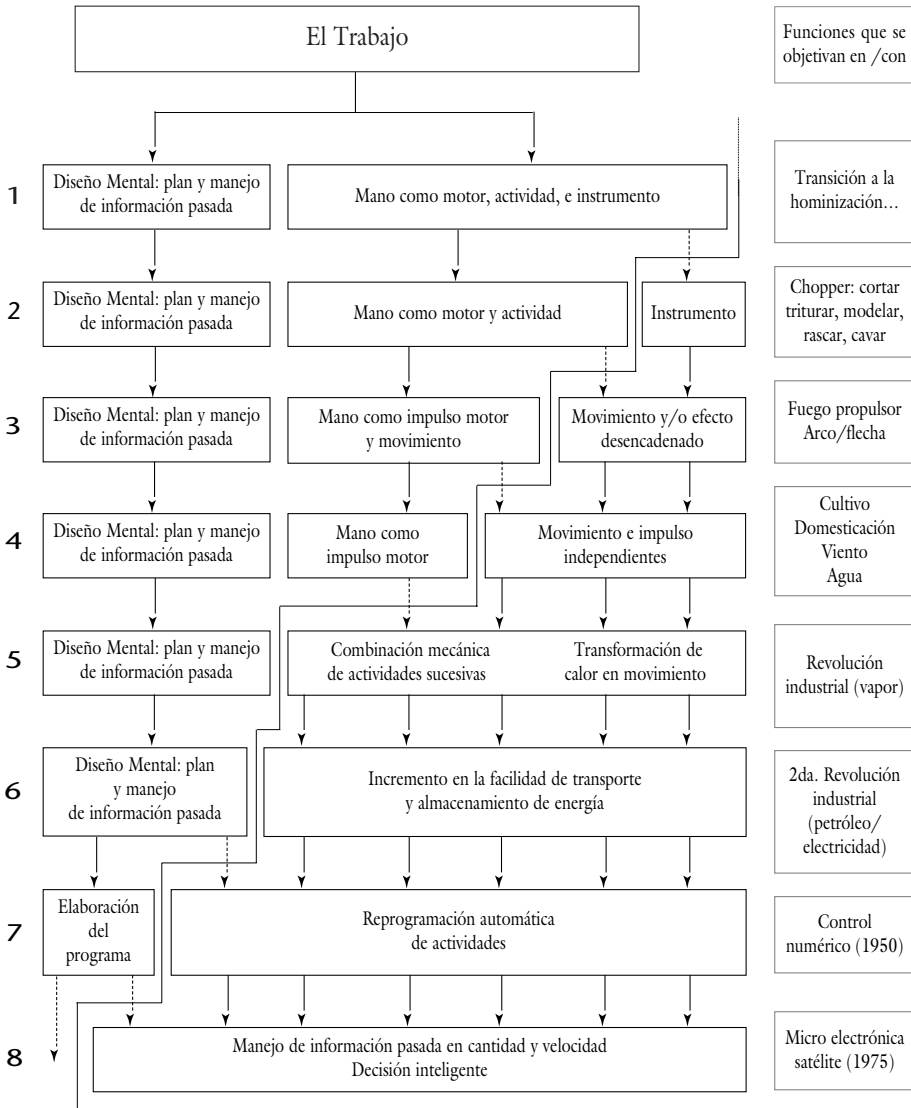 El Trabajo
Funciones que se
objetivan en /con
1
Diseño Mental: plan y manejo
de información pasada
Mano como motor, actividad, e instrumento
Transición a la
hominización...
2
Diseño Mental: plan y manejo
de información pasada
Mano como motor y actividad
Instrumento
Chopper: cortar
triturar, modelar,
rascar, cavar
3
Diseño Mental: plan y manejo
de información pasada
Mano como impulso motor
y movimiento
Movimiento y/o efecto
desencadenado
Fuego propulsor
Arco/flecha
4
Diseño Mental: plan y manejo
de información pasada
Mano como
impulso motor
Movimiento e impulso
independientes
Cultivo
Domesticación
Viento
Agua
5
Diseño Mental: plan y manejo
de información pasada
Combinación mecánica
de actividades sucesivas
Transformación de
calor en movimiento
Revolución
industrial (vapor)
6
Diseño Mental: plan
y manejo
de información pasada
Incremento en la facilidad de transporte
y almacenamiento de energía
2da. Revolución
industrial
(petróleo/
electricidad)
7
Elaboración
del
programa
Reprogramación automática
de actividades
Control
numérico (1950)
8
Manejo de información pasada en cantidad y velocidad
Decisión inteligente
Micro electrónica
satélite (1975)